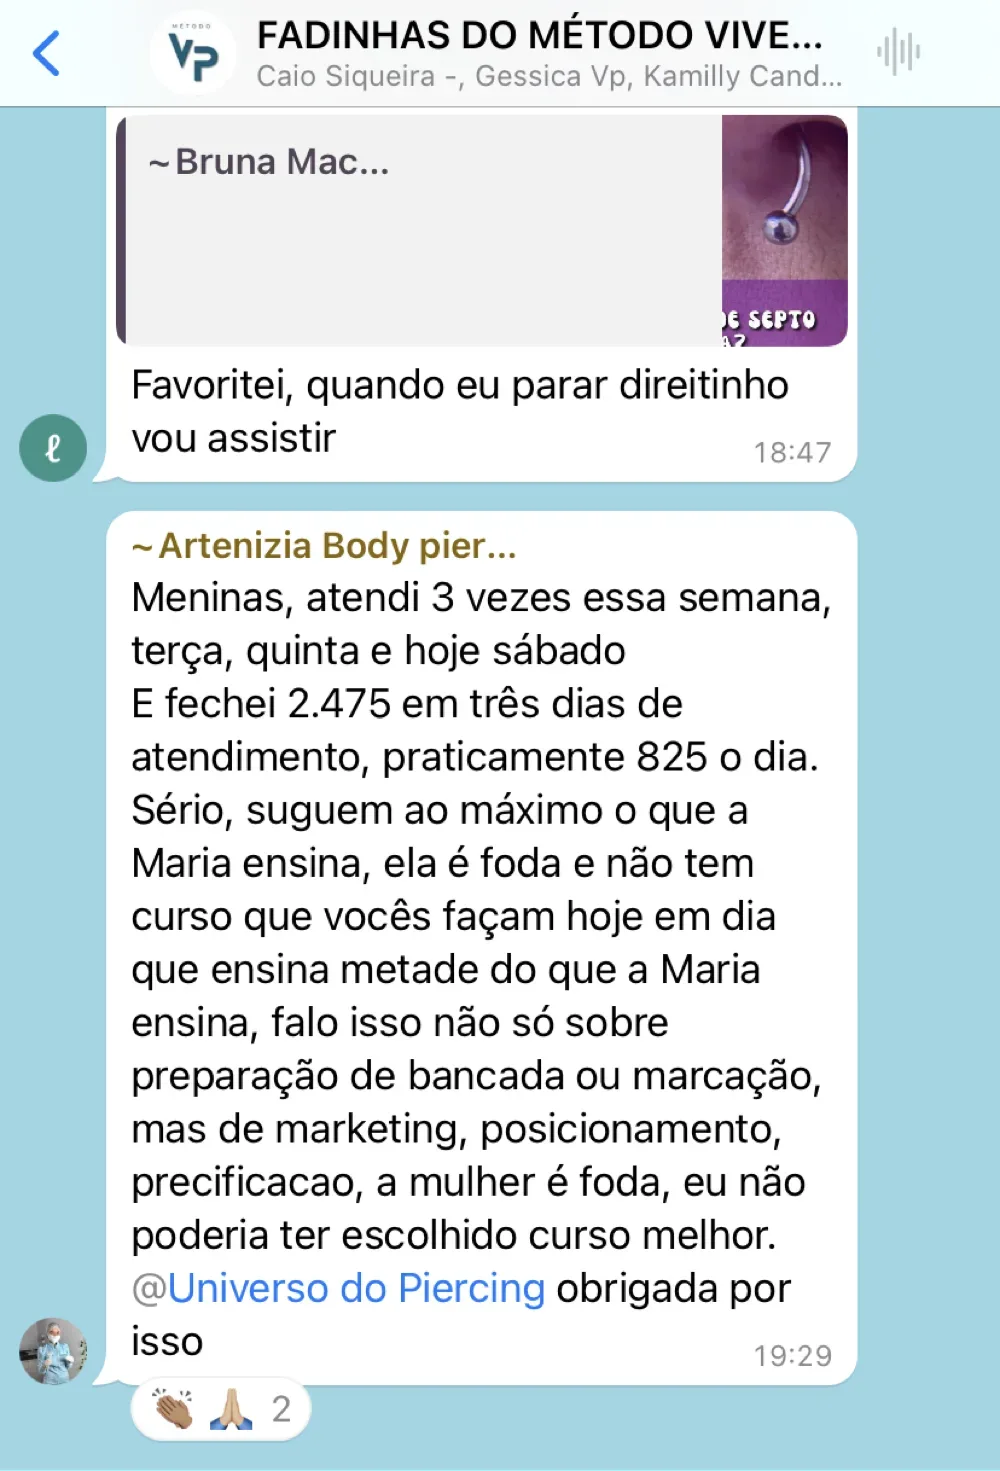 MÉTODO
VP
FADINHAS DO MÉTODO VIVE...
Caio Siqueira -, Gessica Vp, Kamilly Cand...
~Bruna Mac...
DE SEPTO
Favoritei, quando eu parar direitinho
vou assistir
18:47
~Artenizia Body pier...
Meninas, atendi 3 vezes essa semana,
terça, quinta e hoje sábado
E fechei 2.475 em três dias de
atendimento, praticamente 825 o dia.
Sério, suguem ao máximo o que a
Maria ensina, ela é foda e não tem
curso que vocês façam hoje em dia
que ensina metade do que a Maria
ensina, falo isso não só sobre
preparação de bancada ou marcação,
mas de marketing, posicionamento,
precificacao, a mulher é foda, eu não
poderia ter escolhido curso melhor.
@Universo do Piercing obrigada por
isso
19:29
2